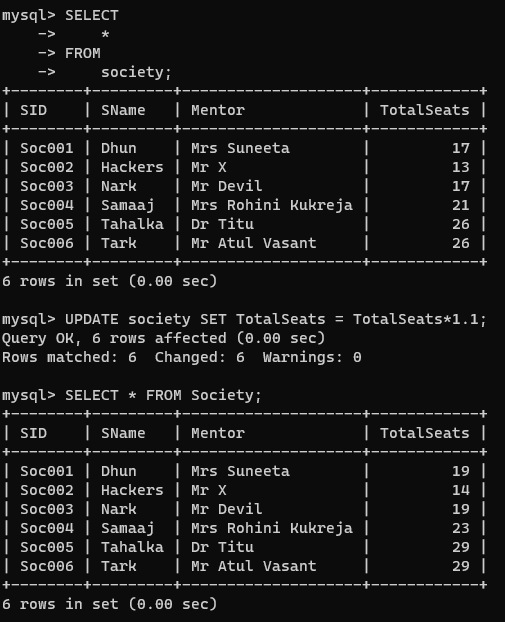 mysql> SELECT
    ->     *
    -> FROM
    ->     society;
+--------+---------+--------------------+------------+
| SID    | SName   | Mentor             | TotalSeats |
+--------+---------+--------------------+------------+
| Soc001 | Dhun    | Mrs Suneeta        |         17 |
| Soc002 | Hackers | Mr X               |         13 |
| Soc003 | Nark    | Mr Devil           |         17 |
| Soc004 | Samaaj  | Mrs Rohini Kukreja |         21 |
| Soc005 | Tahalka | Dr Titu            |         26 |
| Soc006 | Tark    | Mr Atul Vasant     |         26 |
+--------+---------+--------------------+------------+
6 rows in set (0.00 sec)

mysql> UPDATE society SET TotalSeats = TotalSeats*1.1;
Query OK, 6 rows affected (0.00 sec)
Rows matched: 6  Changed: 6  Warnings: 0

mysql> SELECT * FROM Society;
+--------+---------+--------------------+------------+
| SID    | SName   | Mentor             | TotalSeats |
+--------+---------+--------------------+------------+
| Soc001 | Dhun    | Mrs Suneeta        |         19 |
| Soc002 | Hackers | Mr X               |         14 |
| Soc003 | Nark    | Mr Devil           |         19 |
| Soc004 | Samaaj  | Mrs Rohini Kukreja |         23 |
| Soc005 | Tahalka | Dr Titu            |         29 |
| Soc006 | Tark    | Mr Atul Vasant     |         29 |
+--------+---------+--------------------+------------+
6 rows in set (0.00 sec)